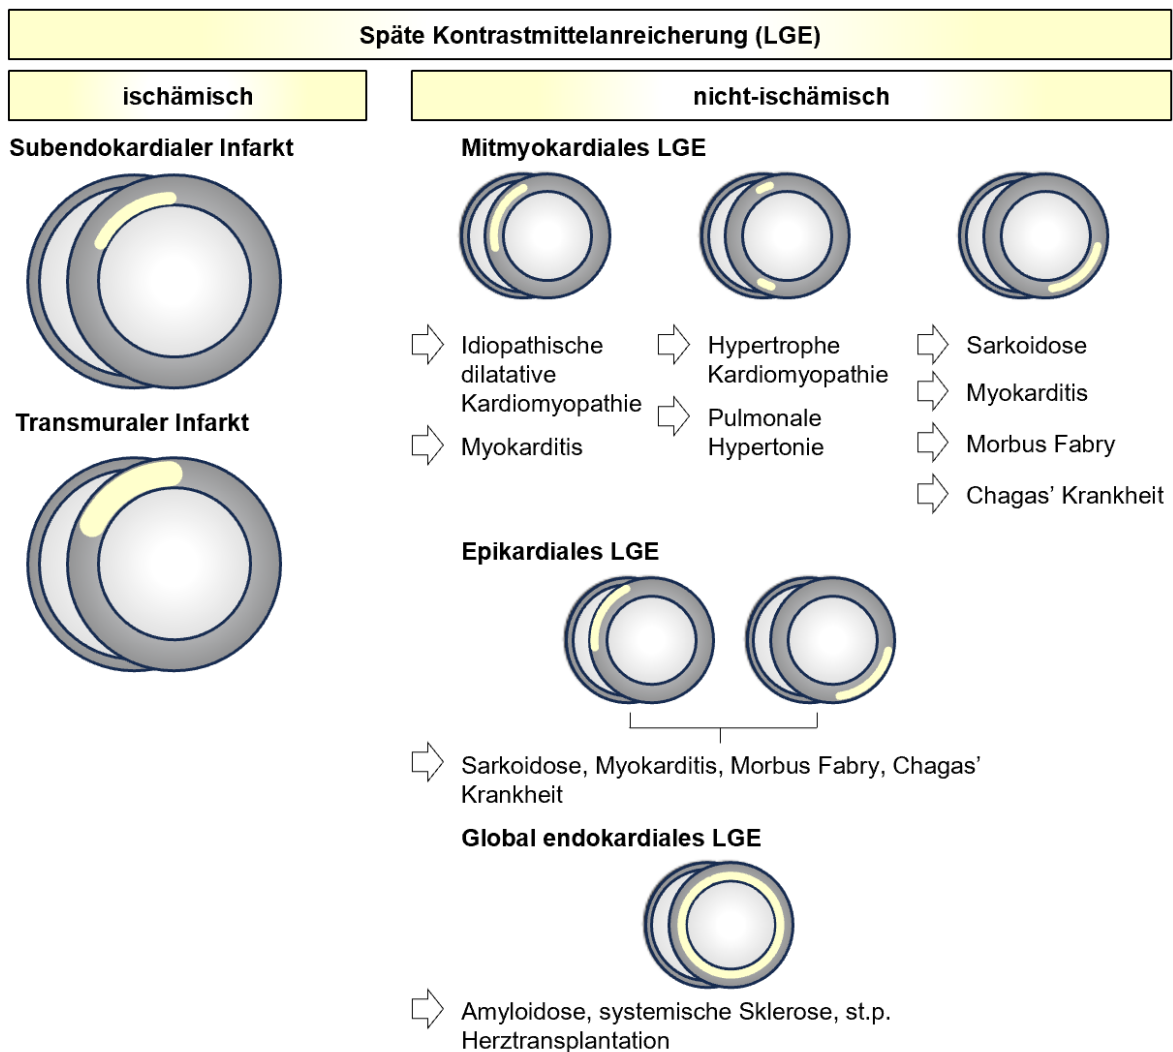 Späte Kontrastmittelanreicherung (LGE)
ischämisch
nicht-ischämisch
Subendokardialer Infarkt
Transmuraler Infarkt
Mitmyokardiales LGE
Idiopathische
dilatative
Kardiomyopathie
Myokarditis
Hypertrophe
Kardiomyopathie
Pulmonale
Hypertonie
Sarkoidose
Myokarditis
Morbus Fabry
Chagas’ Krankheit
Epikardiales LGE
Sarkoidose, Myokarditis, Morbus Fabry, Chagas’
Krankheit
Global endokardiales LGE
Amyloidose, systemische Sklerose, st.p.
Herztransplantation